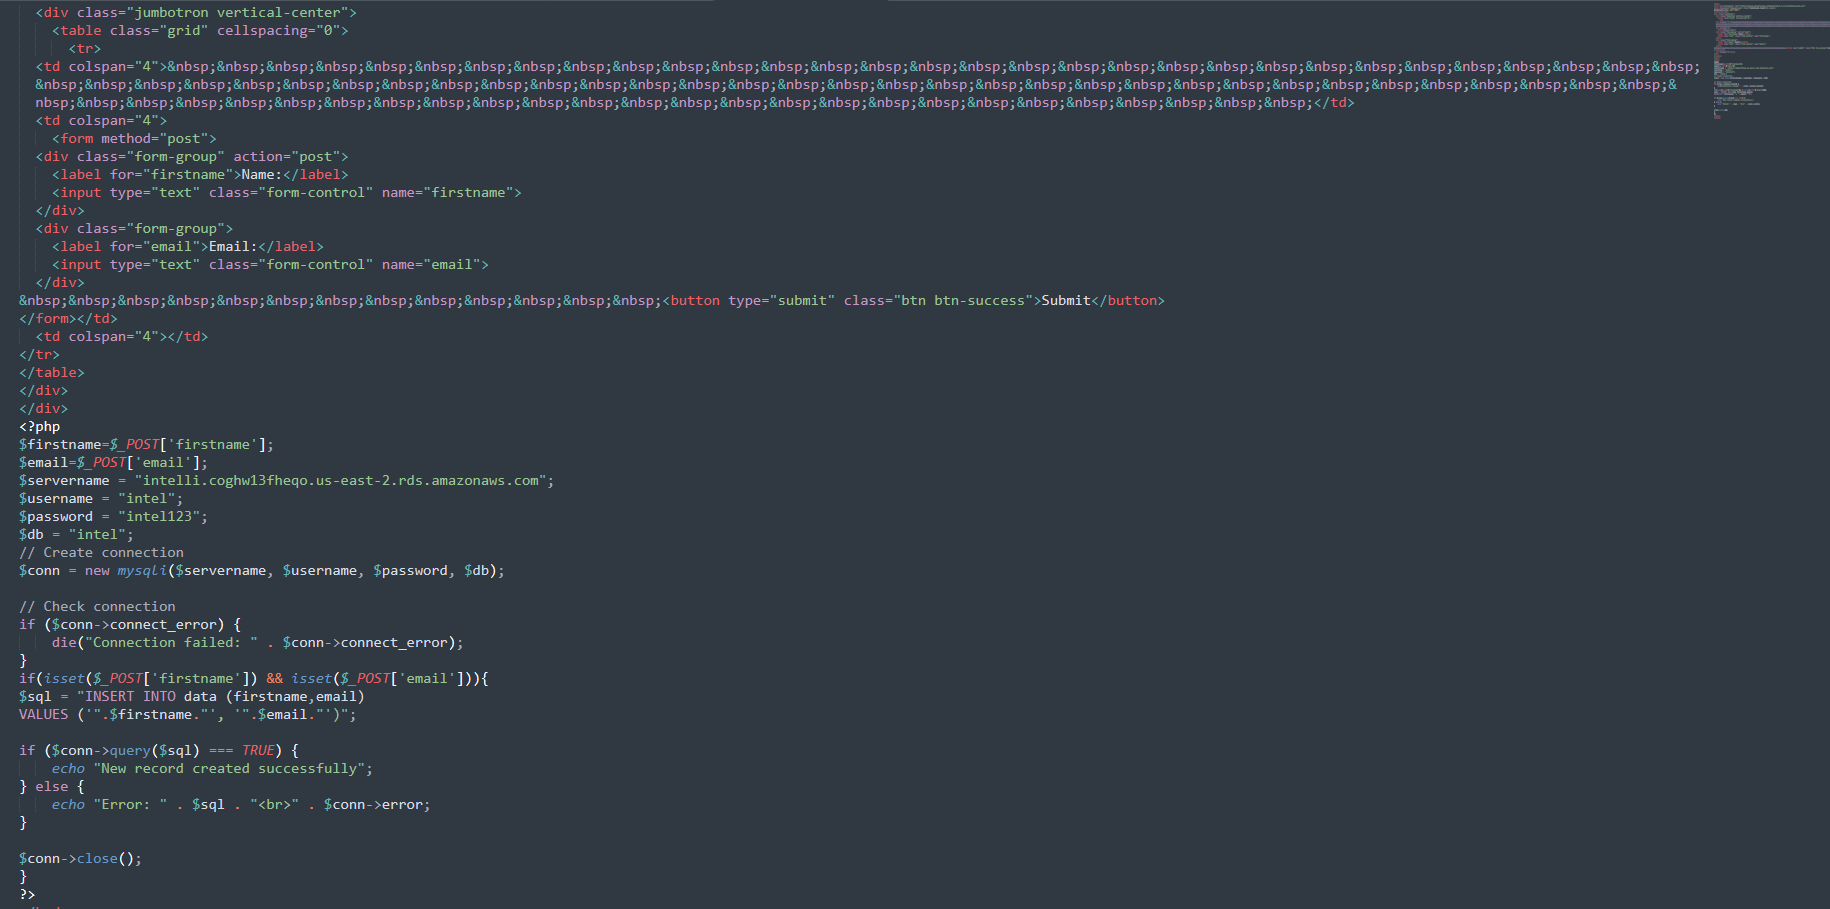 <div class="jumbotron vertical-center">
<table class="grid" cellspacing="0">
<tr>
<td colspan="4">&nbsp;&nbsp;&nbsp;&nbsp;&nbsp;&nbsp;&nbsp;&nbsp;&nbsp;&nbsp;&nbsp;&nbsp;&nbsp;&nbsp;&nbsp;&nbsp;&nbsp;&nbsp;&nbsp;&nbsp;&nbsp;&nbsp;&nbsp;&nbsp;&nbsp;&nbsp;&nbsp;&nbsp;&nbsp;&nbsp;&nbsp;
&nbsp;&nbsp;&nbsp;&nbsp;&nbsp;&nbsp;&nbsp;&nbsp;&nbsp;&nbsp;&nbsp;&nbsp;&nbsp;&nbsp;&nbsp;&nbsp;&nbsp;&nbsp;&nbsp;&nbsp;&nbsp;&nbsp;&nbsp;&nbsp;&nbsp;&nbsp;&nbsp;&nbsp;&nbsp;&nbsp;&nbsp;&nbsp;&nbsp;&
nbsp;&nbsp;&nbsp;&nbsp;&nbsp;&nbsp;&nbsp;&nbsp;&nbsp;&nbsp;&nbsp;&nbsp;&nbsp;&nbsp;&nbsp;&nbsp;&nbsp;&nbsp;&nbsp;&nbsp;&nbsp;&nbsp;&nbsp;&nbsp;&nbsp;&nbsp;</td>
<td colspan="4">
<form method="post">
<div class="form-group" action="post">
<label for="firstname">Name:</label>
<input type="text" class="form-control" name="firstname">
</div>
<div class="form-group">
<label for="email">Email:</label>
<input type="text" class="form-control" name="email">
</div>
&nbsp;&nbsp;&nbsp;&nbsp;&nbsp;&nbsp;&nbsp;&nbsp;&nbsp;&nbsp;&nbsp;&nbsp;&nbsp;<button type="submit" class="btn btn-success">Submit</button>
</form></td>
<td colspan="4"></td>
</tr>
</table>
</div>
</div>
<?php
$firstname=$_POST['firstname'];
$email=$_POST['email'];
$servername = "intelli.coghw13fheqo.us-east-2.rds.amazonaws.com";
$username = "intel";
$password = "intel123";
$db = "intel";
// Create connection
$conn = new mysqli($servername, $username, $password, $db);
// Check connection
if ($conn->connect_error) {
die("Connection failed: " . $conn->connect_error);
}
if(isset($_POST['firstname']) && isset($_POST['email'])){
$sql = "INSERT INTO data (firstname,email)
VALUES ('".$firstname."', '".$email."')";
if ($conn->query($sql) === TRUE) {
echo "New record created successfully";
} else {
echo "Error: " . $sql . "<br>" . $conn->error;
}
$conn->close();
}
?>